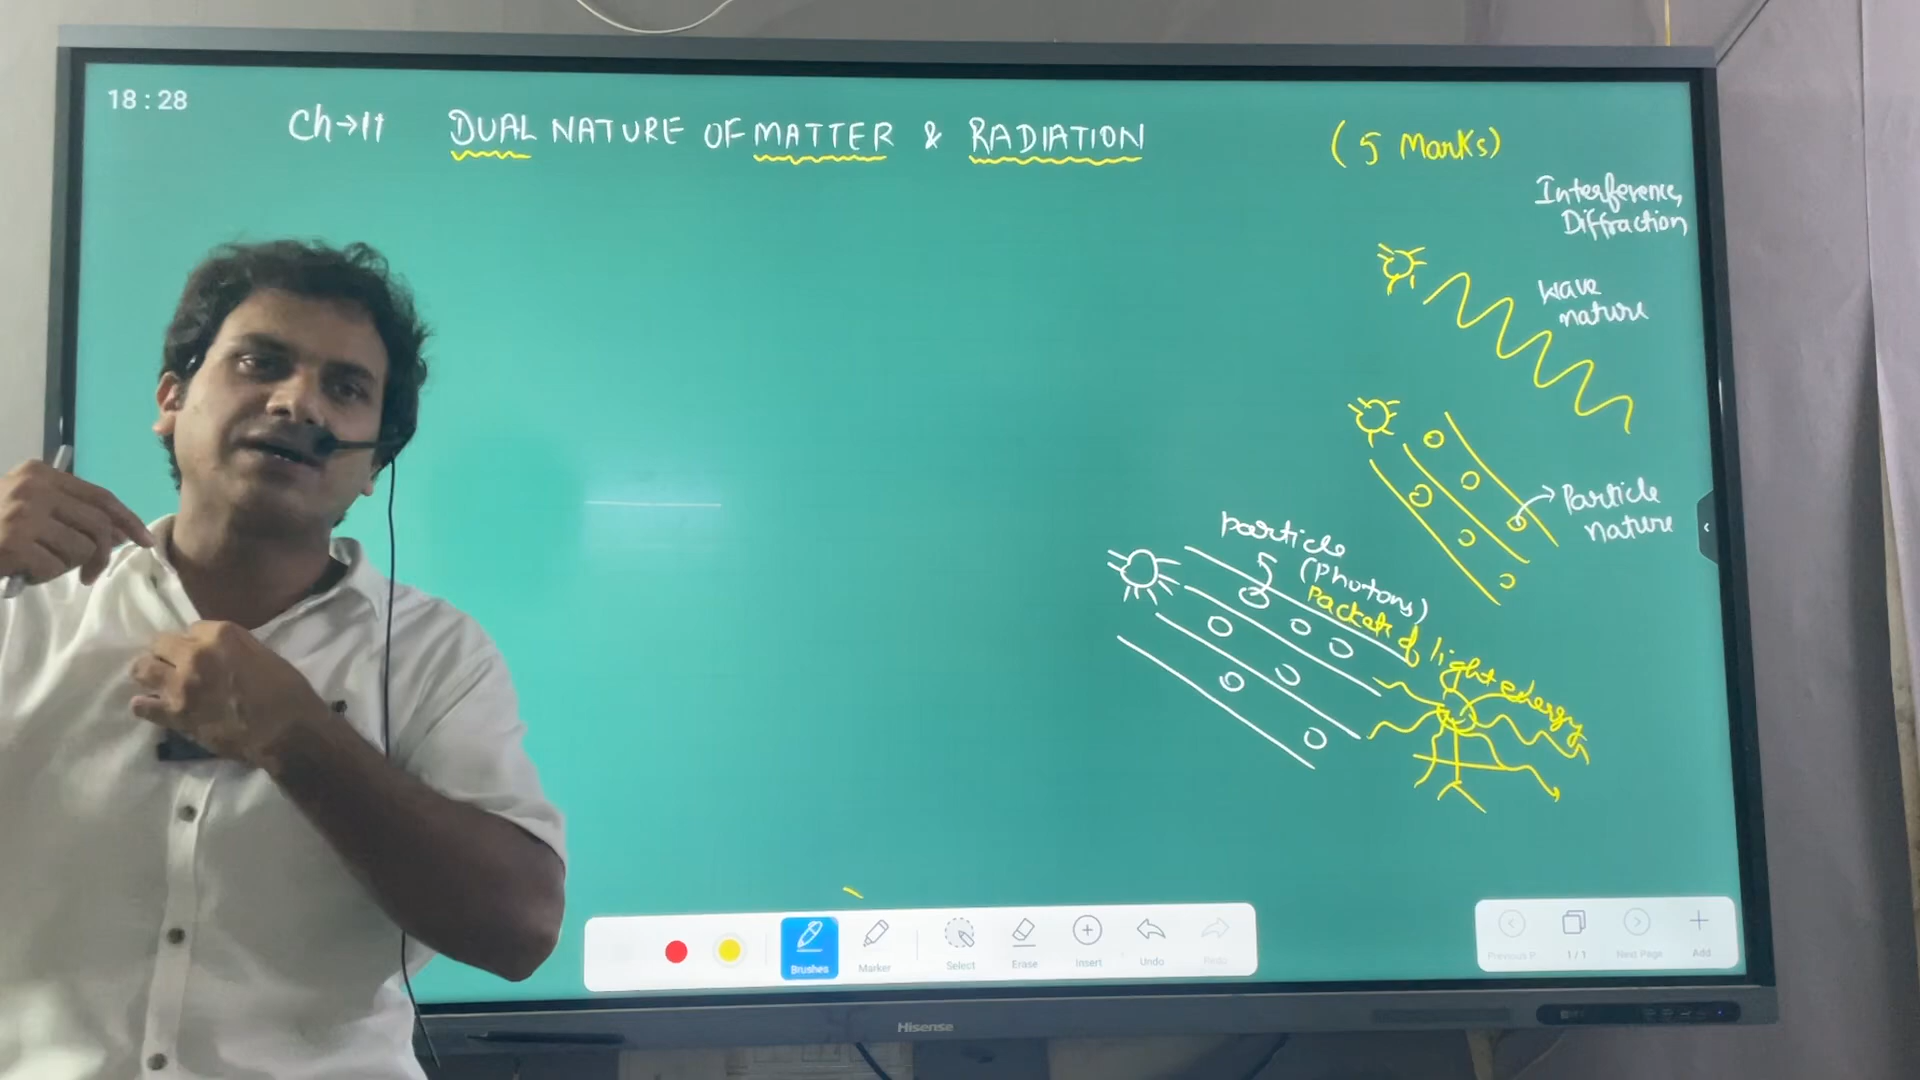 18 : 28
Ch→11 DUAL NATURE OF MATTER & RADIATION (5 Marks)
Interference,
Diffraction
Wave
nature
Particle
nature
particle
(Photons)
Packets of light energy
Brushes
Marker
Select
Erase
Insert
Undo
Redo
Previous P
1 / 1
Next Page
Add
Hisense